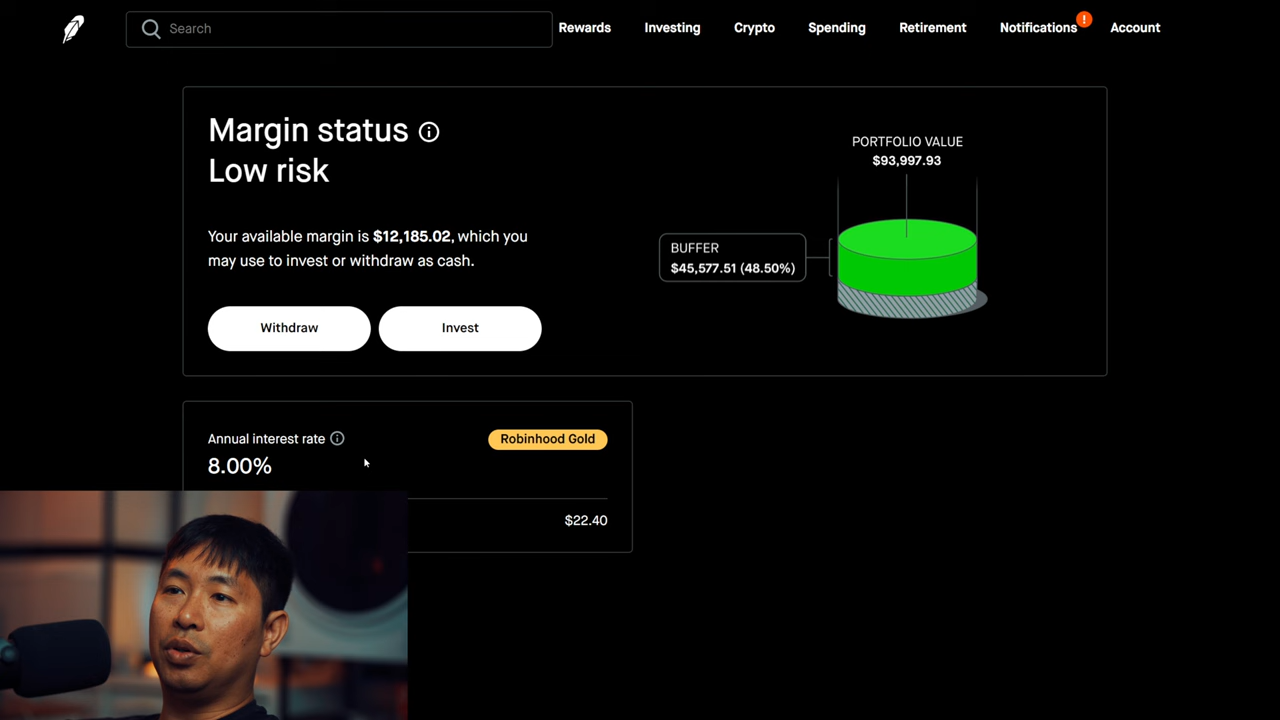 Search
Rewards
Investing
Crypto
Spending
Retirement
Notifications
!
Account
Margin status
Low risk
Your available margin is $12,185.02, which you
may use to invest or withdraw as cash.
Withdraw
Invest
PORTFOLIO VALUE
$93,997.93
BUFFER
$45,577.51 (48.50%)
Annual interest rate
Robinhood Gold
8.00%
$22.40